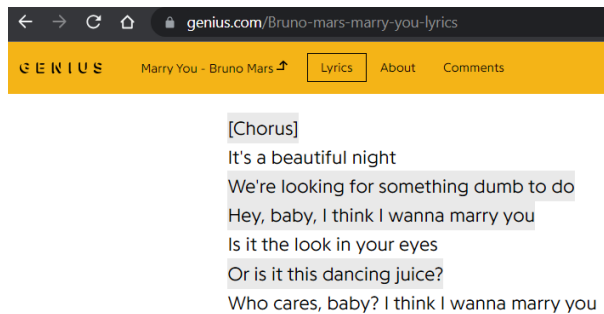 genius.com/Bruno-mars-marry-you-lyrics
GENIUS Marry You - Bruno Mars Lyrics About Comments
[Chorus]
It's a beautiful night
We're looking for something dumb to do
Hey, baby, I think I wanna marry you
Is it the look in your eyes
Or is it this dancing juice?
Who cares, baby? I think I wanna marry you